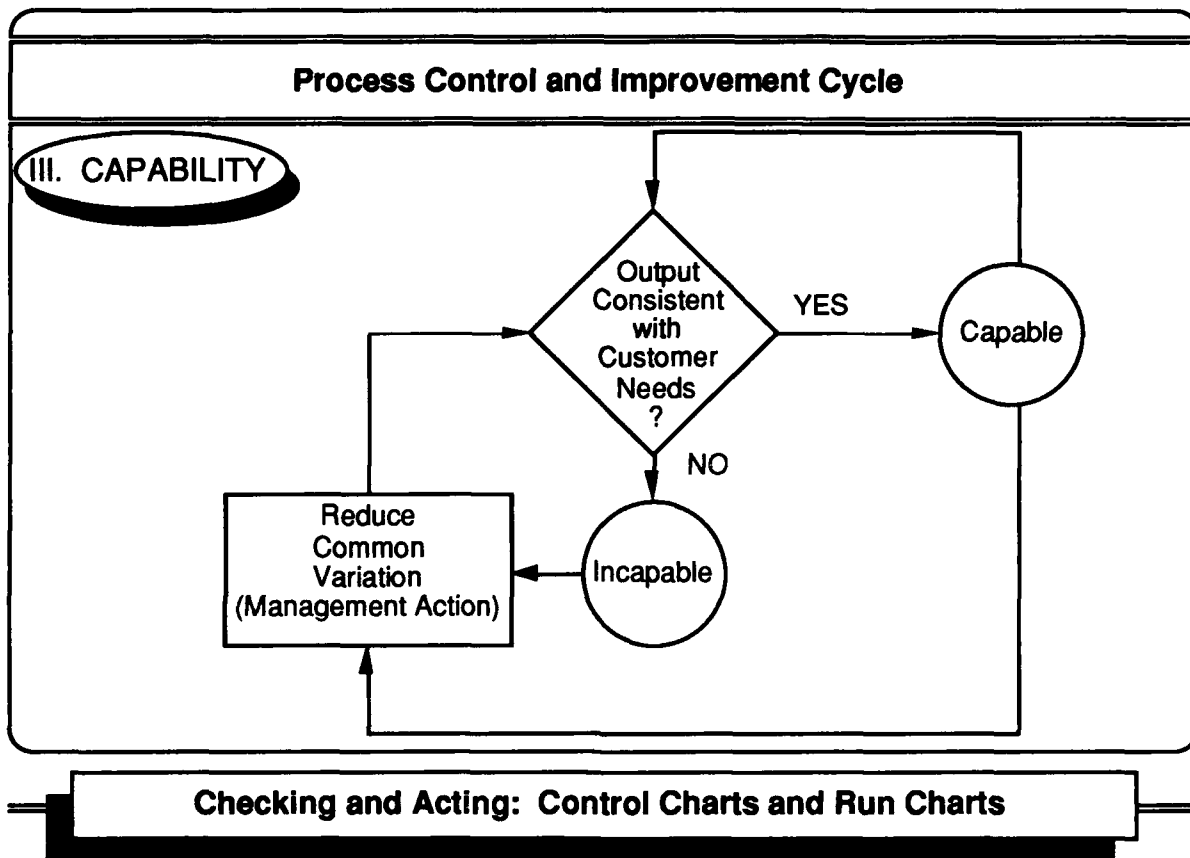 Process Control and Improvement Cycle
III. CAPABILITY
Output
Consistent
with
Customer
Needs
?
YES
Capable
NO
Incapable
Reduce
Common
Variation
(Management Action)
Checking and Acting: Control Charts and Run Charts